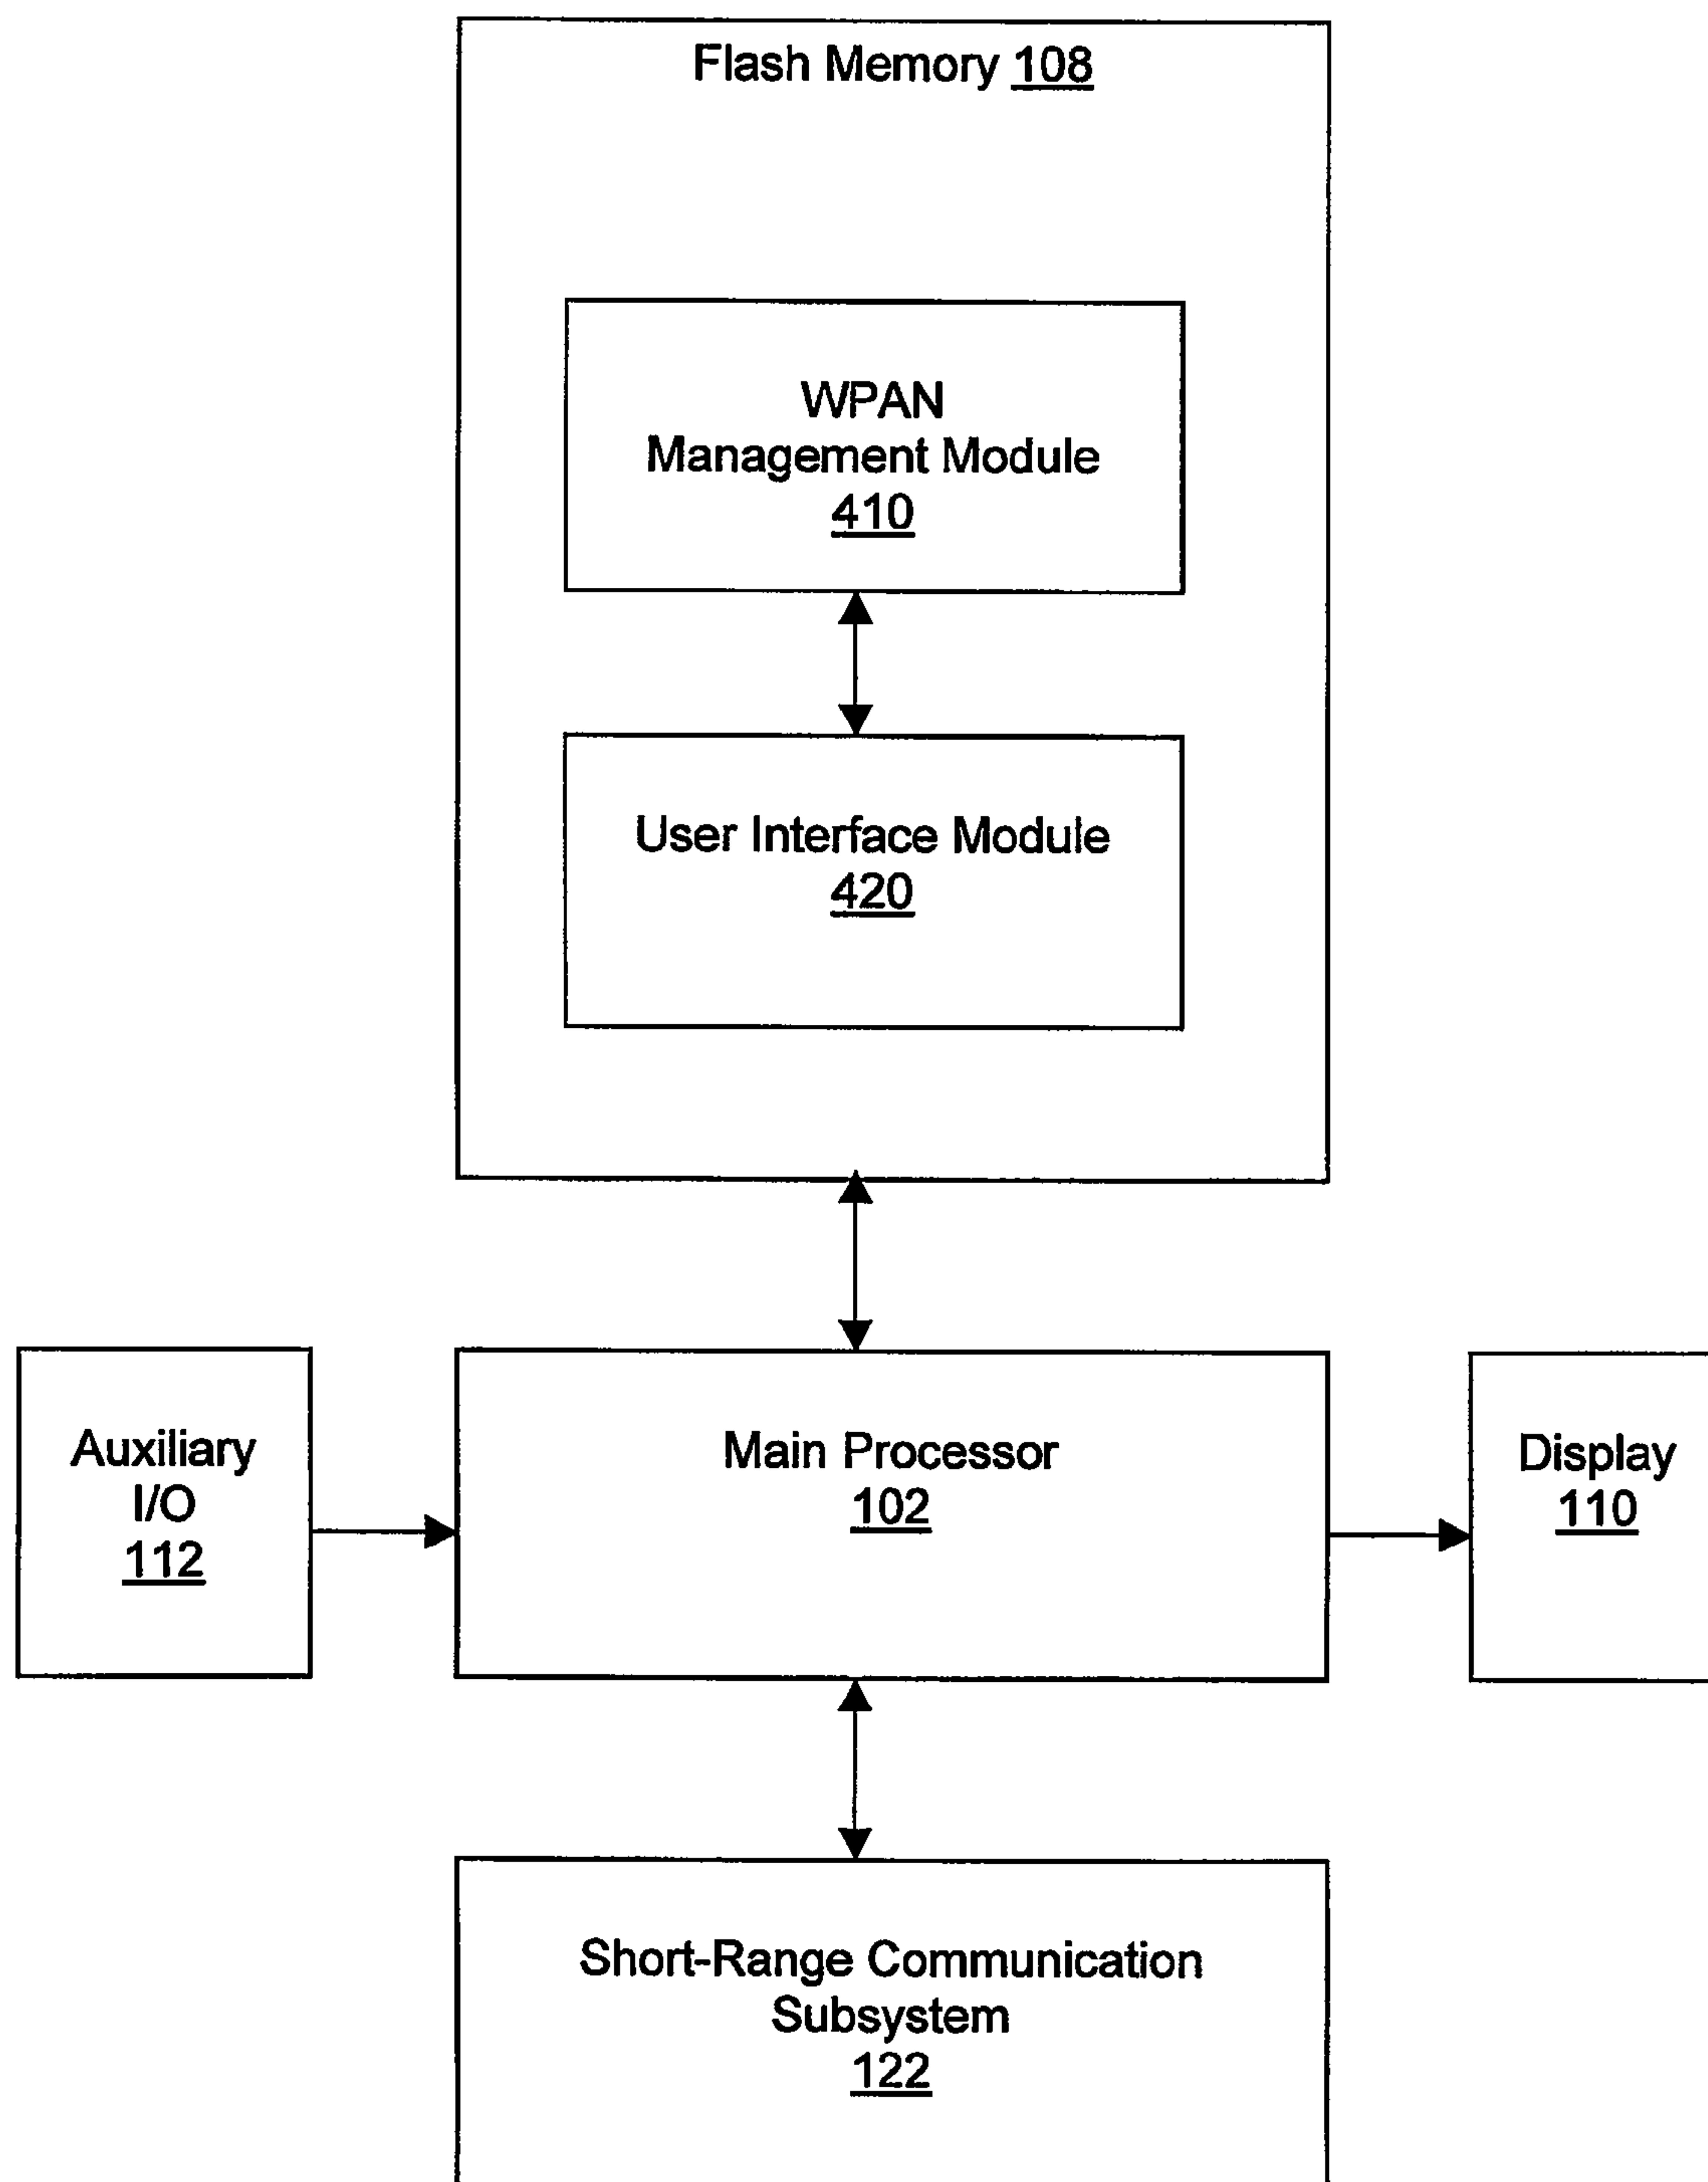 Flash Memory 108
WPAN
Management Module
410
User Interface Module
420
Auxiliary
I/O
112
Main Processor
102
Display
110
Short-Range Communication
Subsystem
122